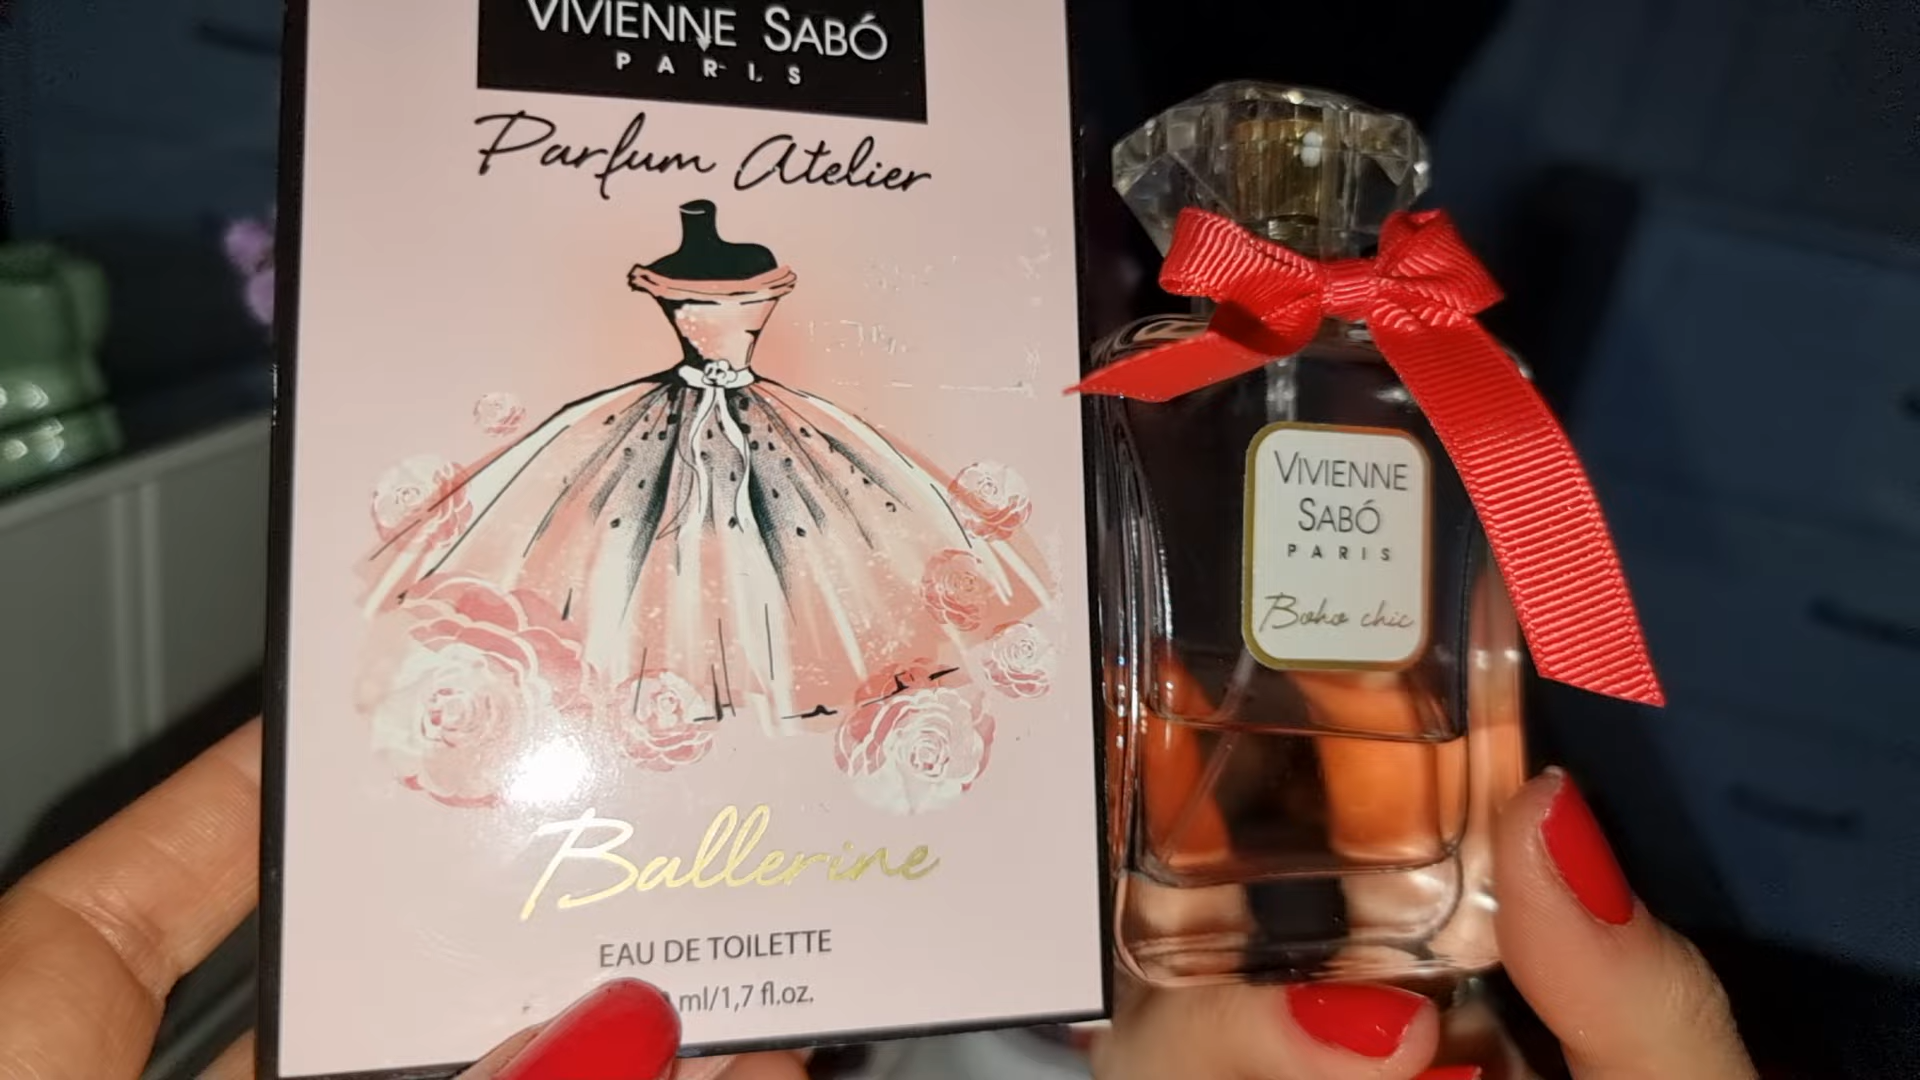 VIVIENNE SABÓ
PARIS
Parfum Atelier
Ballerine
EAU DE TOILETTE
ml/1,7 fl.oz.
VIVIENNE
SABÓ
PARIS
Boho chic